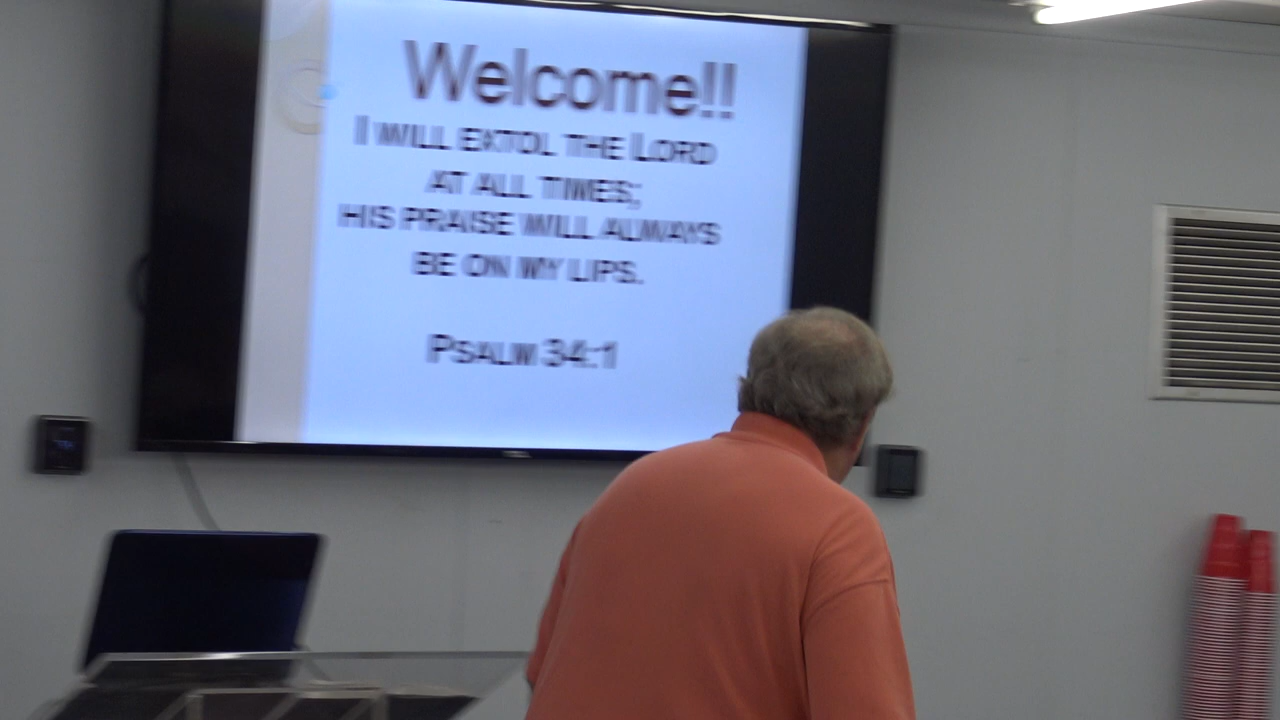 Welcome!!
I WILL EXTOL THE LORD
AT ALL TIMES;
HIS PRAISE WILL ALWAYS
BE ON MY LIPS.
PSALM 34:1